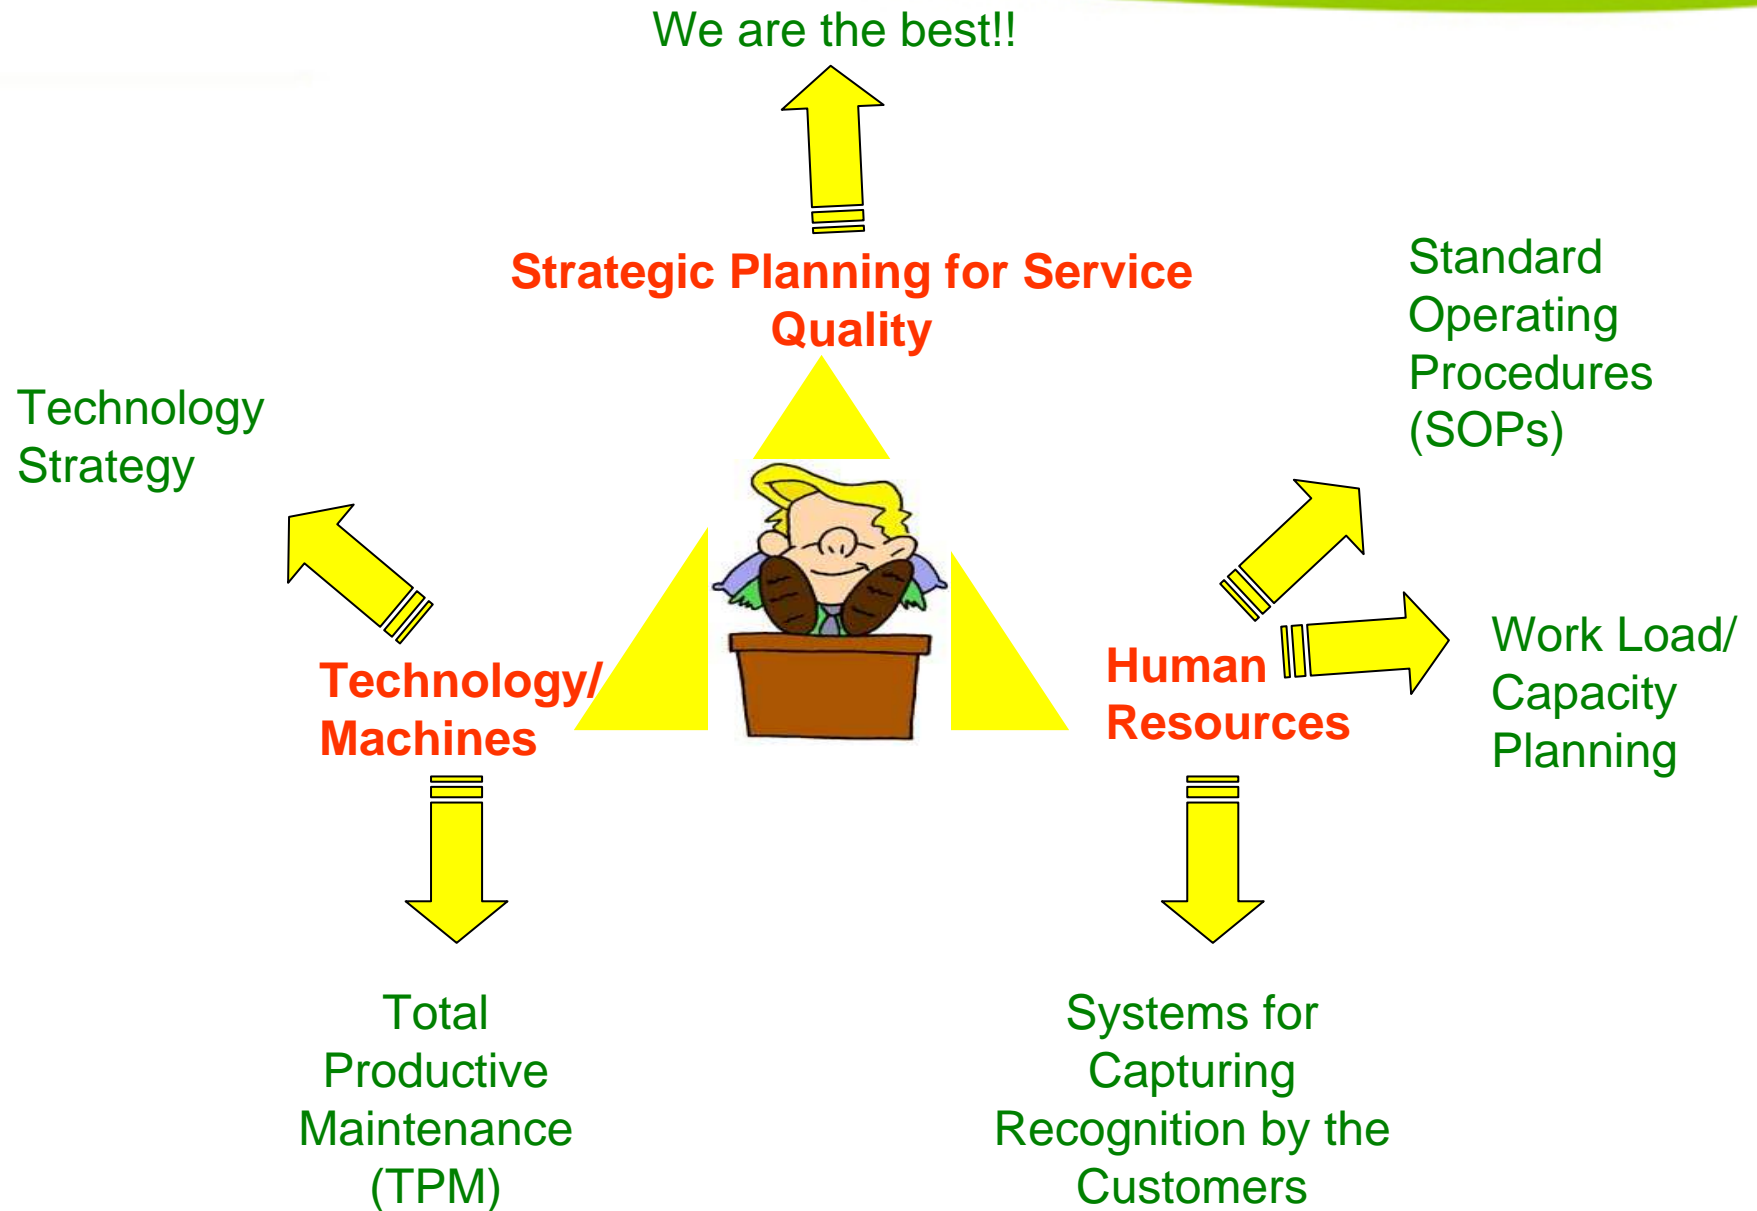 We are the best!!
Strategic Planning for Service
Quality
Technology
Strategy
Standard
Operating
Procedures
(SOPs)
Technology/
Machines
Human
Resources
Work Load/
Capacity
Planning
Total
Productive
Maintenance
(TPM)
Systems for
Capturing
Recognition by the
Customers